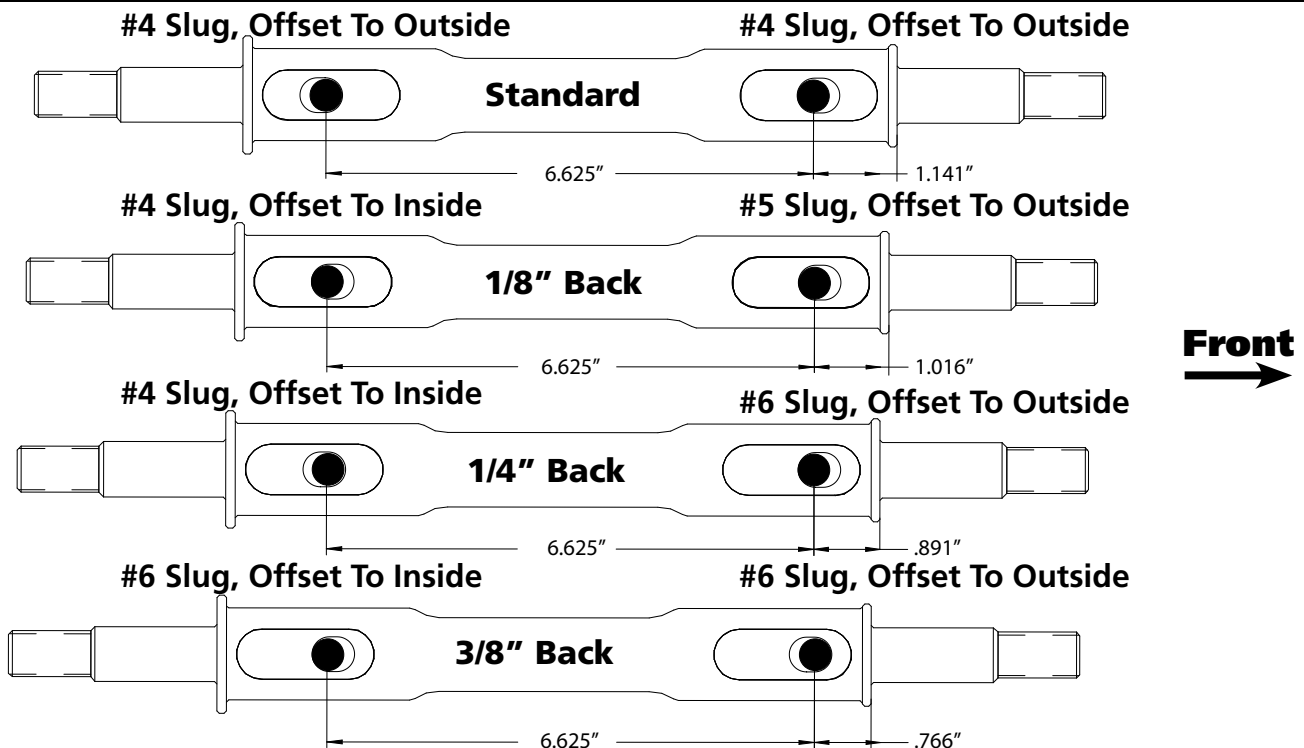 #4 Slug, Offset To Outside
#4 Slug, Offset To Outside
Standard
6.625″
1.141″
#4 Slug, Offset To Inside
#5 Slug, Offset To Outside
1/8″ Back
6.625″
1.016″
Front
#4 Slug, Offset To Inside
#6 Slug, Offset To Outside
1/4″ Back
6.625″
.891″
#6 Slug, Offset To Inside
#6 Slug, Offset To Outside
3/8″ Back
6.625″
.766″